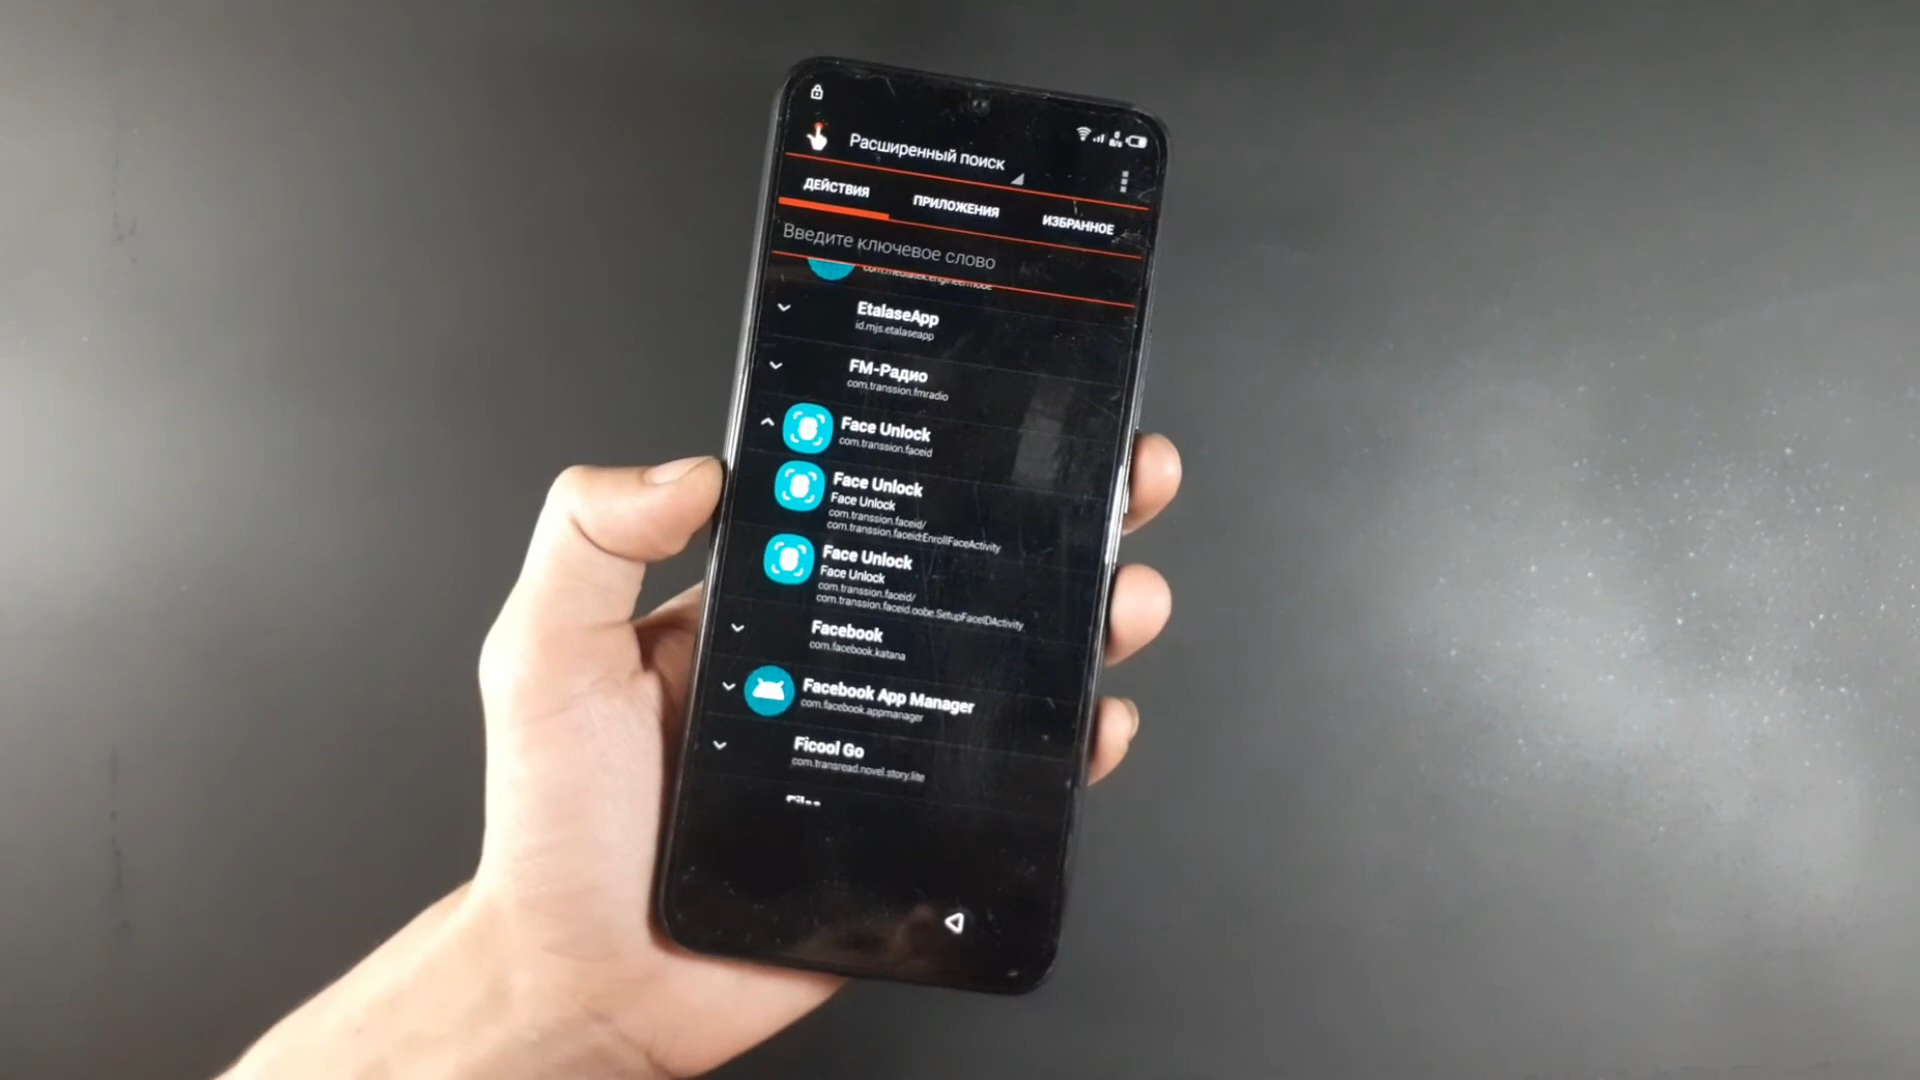 Расширенный поиск
ДЕЙСТВИЯ
ПРИЛОЖЕНИЯ
ИЗБРАННОЕ
Введите ключевое слово
com.mediatek.engineermode
EtalaseApp
id.mjs.etalaseapp
FM-Радио
com.transsion.fmradio
Face Unlock
com.transsion.faceid
Face Unlock
Face Unlock
com.transsion.faceid/
com.transsion.faceid.EnrollFaceActivity
Face Unlock
Face Unlock
com.transsion.faceid/
com.transsion.faceid.oobe.SetupFaceIDActivity
Facebook
com.facebook.katana
Facebook App Manager
com.facebook.appmanager
Ficool Go
com.transread.novel.story.lite